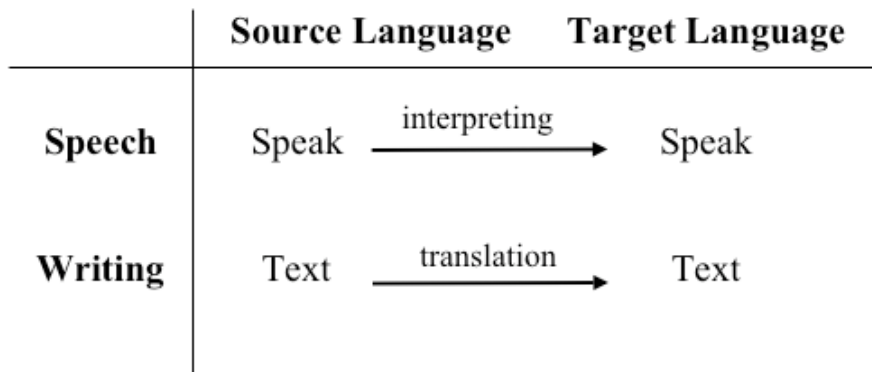 Source Language Target Language
interpreting
Speech Speak Speak
translation
Writing Text Text